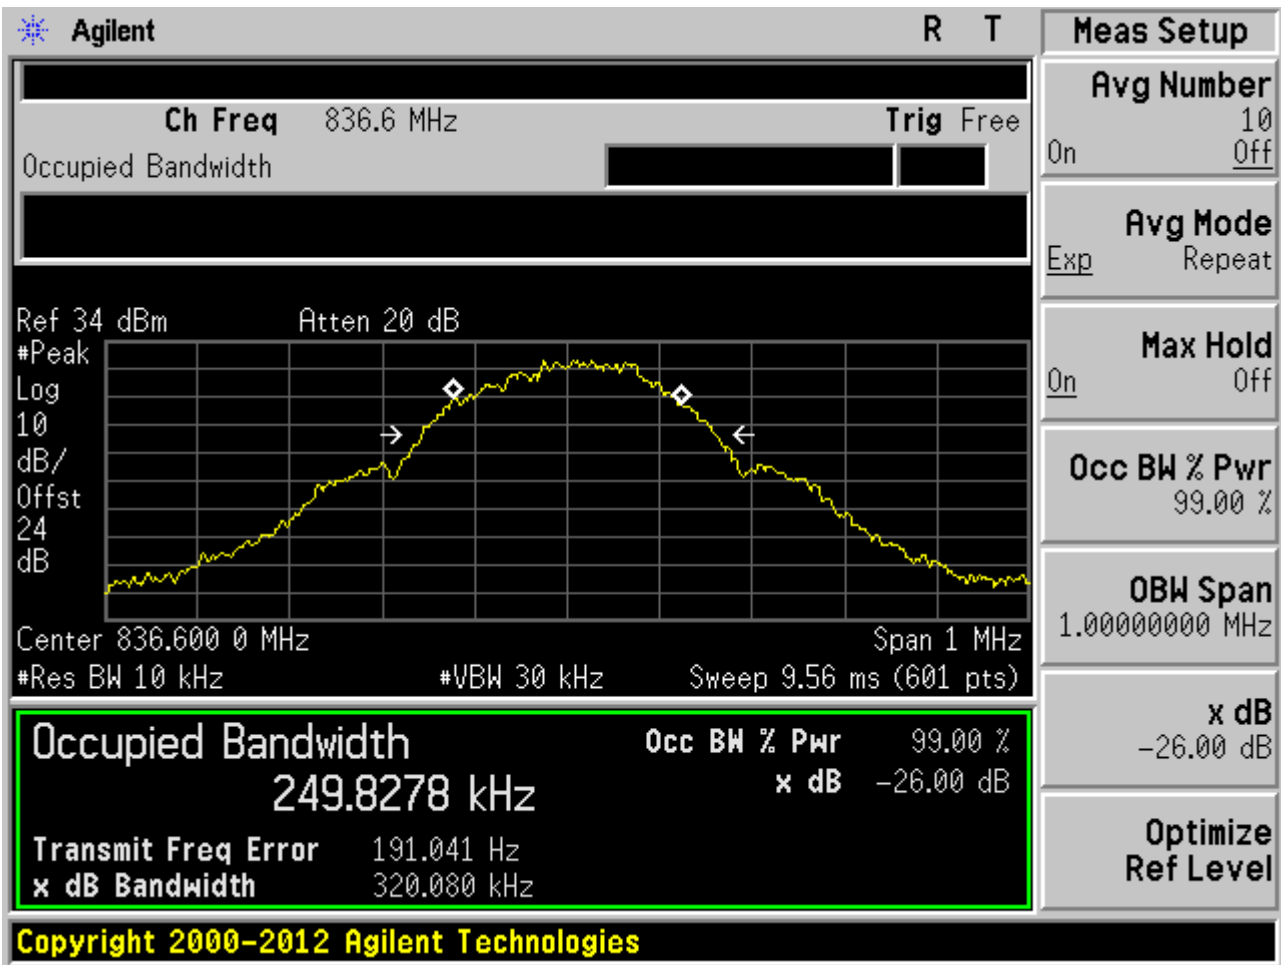 Agilent R T
Ch Freq 836.6 MHz Trig Free
Occupied Bandwidth
Ref 34 dBm Atten 20 dB
#Peak
Log
10
dB/
Offst
24
dB
Center 836.600 0 MHz Span 1 MHz
#Res BW 10 kHz #VBW 30 kHz Sweep 9.56 ms (601 pts)
Occupied Bandwidth
249.8278 kHz
Occ BW % Pwr 99.00 %
x dB -26.00 dB
Transmit Freq Error 191.041 Hz
x dB Bandwidth 320.080 kHz
Copyright 2000-2012 Agilent Technologies
Meas Setup
Avg Number
10
On Off
Avg Mode
Exp Repeat
Max Hold
On Off
Occ BW % Pwr
99.00 %
OBW Span
1.00000000 MHz
x dB
-26.00 dB
Optimize
Ref Level